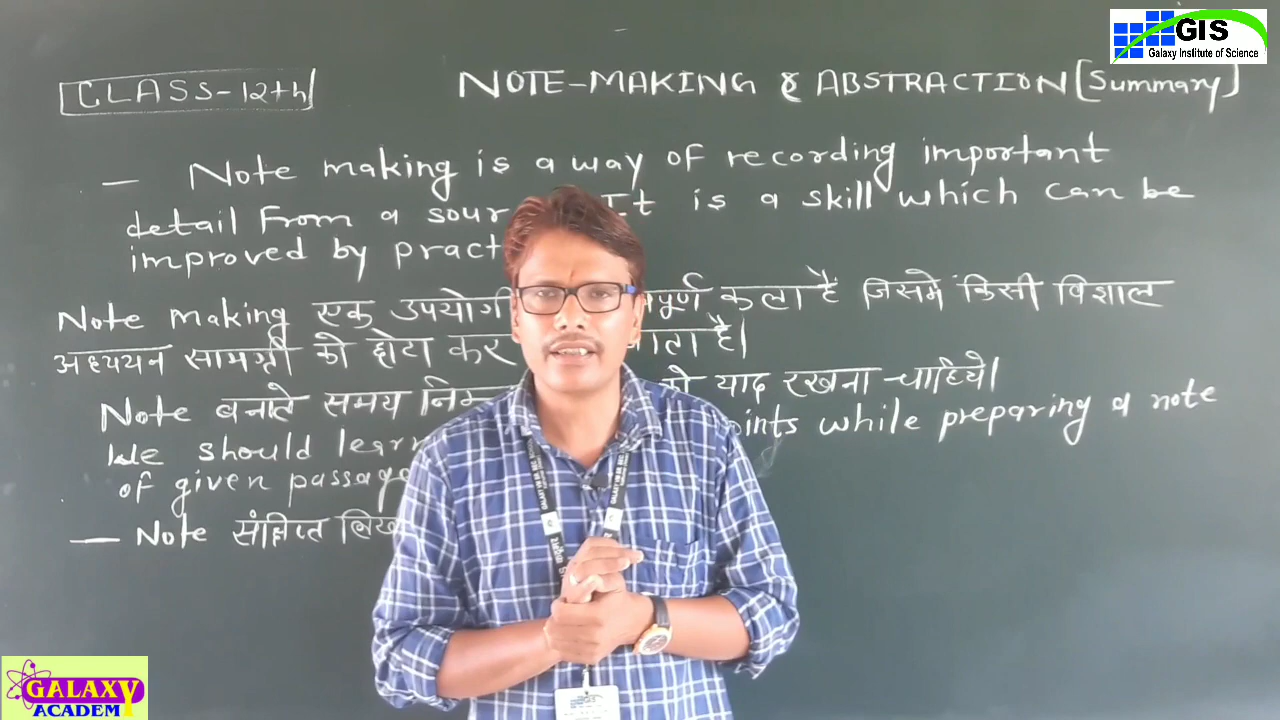 GIS
Galaxy Institute of Science
CLASS-12th
NOTE-MAKING & ABSTRACTION [Summary]
— Note making is a way of recording important
detail From a sour It is a skill which can be
improved by pract
Note making एक उपयोगी पूर्ण कला है जिसमे किसी विशाल
अध्ययन सामग्री को छोटा कर जाता है।
Note बनाते समय निम्न को याद रखना चाहिये।
We should learn oints while preparing a note
of given passage
— Note संक्षिप्त लिख
GALAXY
ACADEMY